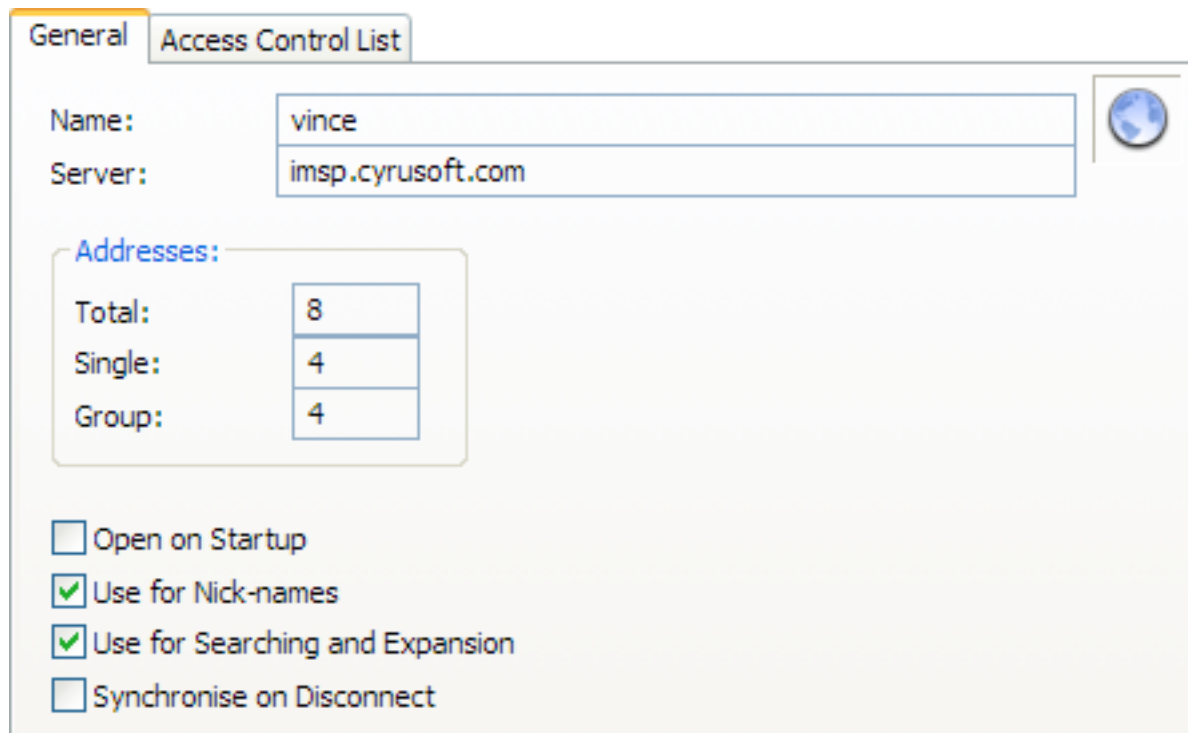 General Access Control List
Name: vince
Server: imsp.cyrusoft.com
Addresses:
Total: 8
Single: 4
Group: 4
Open on Startup
Use for Nick-names
Use for Searching and Expansion
Synchronise on Disconnect